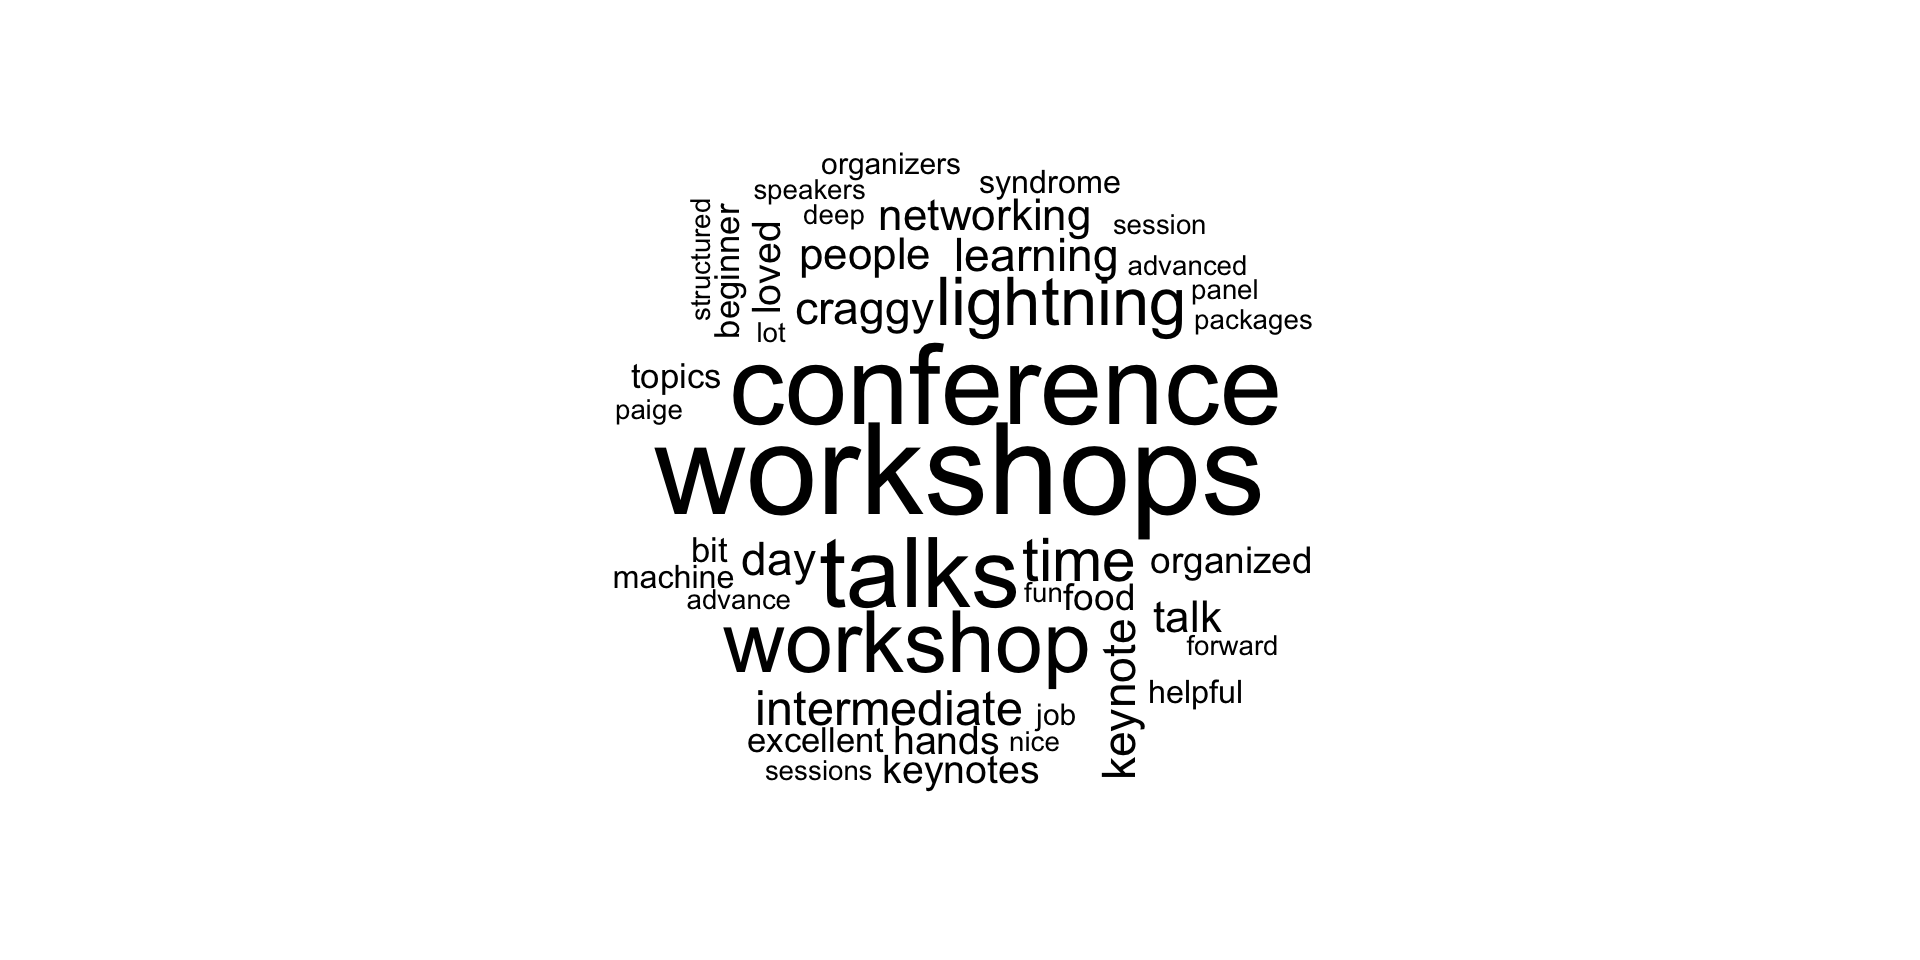 organizers
speakers syndrome
structured beginner loved deep networking session
people learning advanced
craggy lightning panel
lot packages
topics conference
paige
workshops
bit day talks time organized
machine
advance fun food talk
workshop keynote forward
helpful
intermediate job
excellent hands nice
sessions keynotes